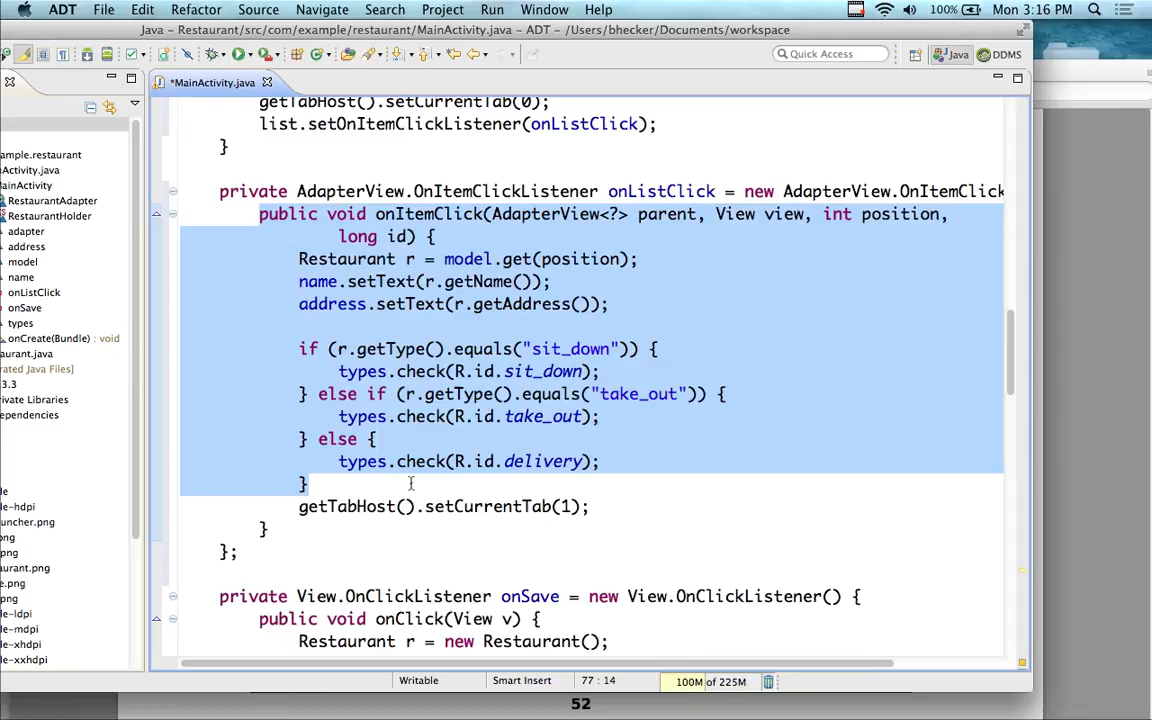 ADT File Edit Refactor Source Navigate Search Project Run Window Help 100% Mon 3:16 PM
Java – Restaurant/src/com/example/restaurant/MainActivity.java – ADT – /Users/bhecker/Documents/workspace
Quick Access Java DDMS
*MainActivity.java
ample.restaurant
nActivity.java
ainActivity
RestaurantAdapter
RestaurantHolder
adapter
address
model
name
onListClick
onSave
types
onCreate(Bundle) : void
aurant.java
rated Java Files]
.3.3
rivate Libraries
ependencies
le
le-hdpi
uncher.png
png
urant.png
e.png
png
le-ldpi
le-mdpi
le-xhdpi
le-xxhdpi
getTabHost().setCurrentTab(0);
list.setOnItemClickListener(onListClick);
}
private AdapterView.OnItemClickListener onListClick = new AdapterView.OnItemClick
public void onItemClick(AdapterView<?> parent, View view, int position,
long id) {
Restaurant r = model.get(position);
name.setText(r.getName());
address.setText(r.getAddress());
if (r.getType().equals("sit_down")) {
types.check(R.id.sit_down);
} else if (r.getType().equals("take_out")) {
types.check(R.id.take_out);
} else {
types.check(R.id.delivery);
}
getTabHost().setCurrentTab(1);
}
};
private View.OnClickListener onSave = new View.OnClickListener() {
public void onClick(View v) {
Restaurant r = new Restaurant();
Writable Smart Insert 77 : 14 100M of 225M
52